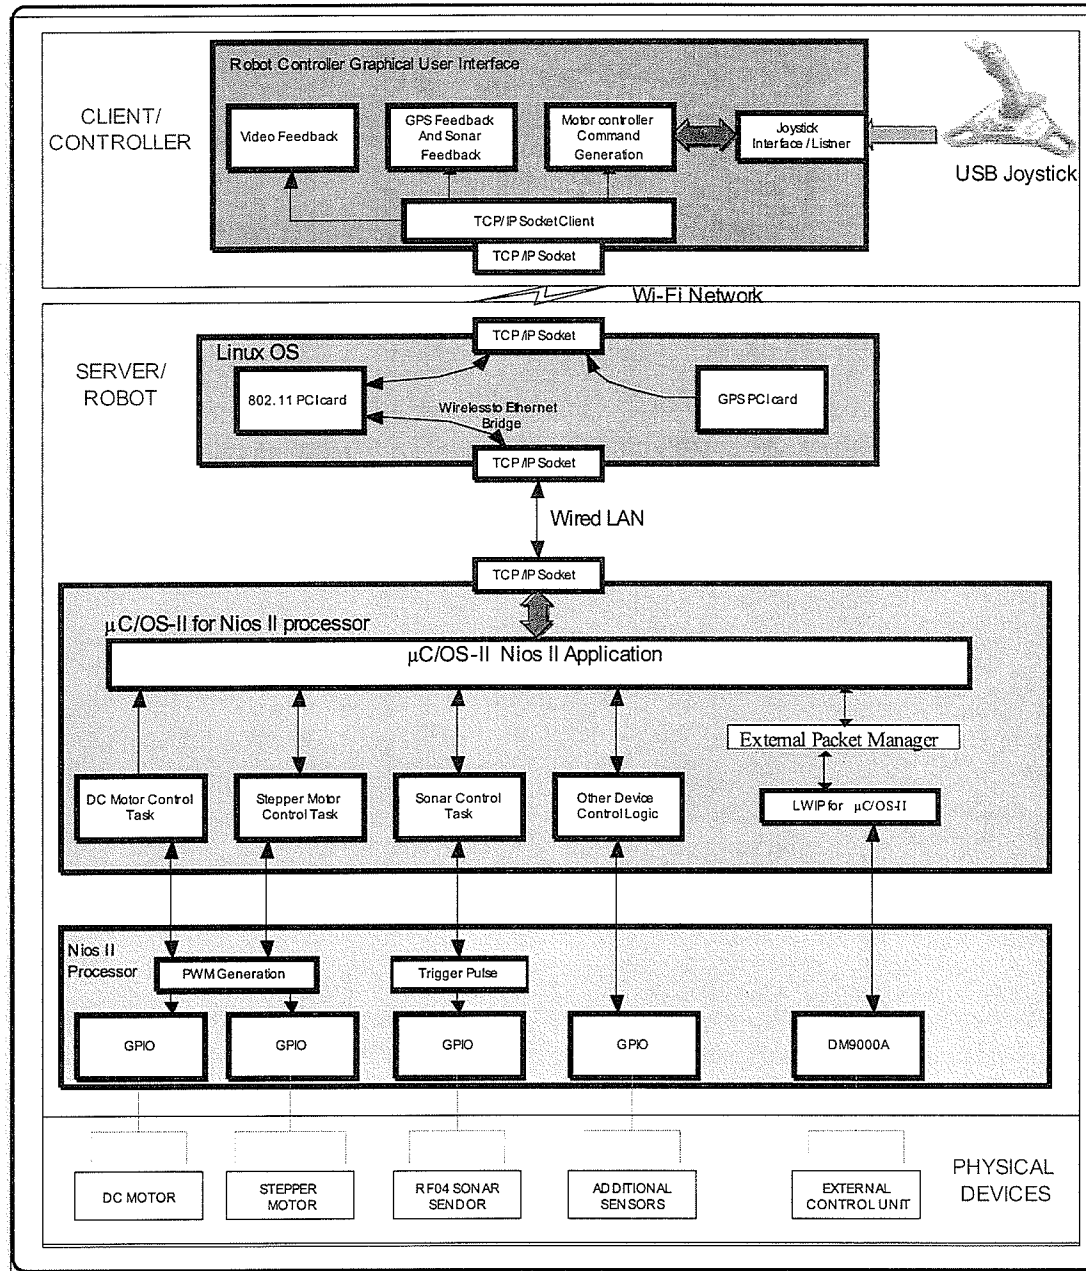 Robot Controller Graphical User Interface
CLIENT/
CONTROLLER
Video Feedback
GPS Feedback
And Sonar
Feedback
Motor controller
Command
Generation
Joystick
Interface / Listner
USB Joystick
TCP/IP Socket Client
TCP/IP Socket
Wi-Fi Network
SERVER/
ROBOT
TCP/IP Socket
Linux OS
802.11 PCI card
GPS PCI card
Wireless to Ethernet
Bridge
TCP/IP Socket
Wired LAN
TCP/IP Socket
µC/OS-II for Nios II processor
µC/OS-II Nios II Application
External Packet Manager
DC Motor Control
Task
Stepper Motor
Control Task
Sonar Control
Task
Other Device
Control Logic
LWIP for µC/OS-II
Nios II
Processor
PWM Generation
Trigger Pulse
GPIO
GPIO
GPIO
GPIO
DM9000A
DC MOTOR
STEPPER
MOTOR
RF04 SONAR
SENDOR
ADDITIONAL
SENSORS
EXTERNAL
CONTROL UNIT
PHYSICAL
DEVICES